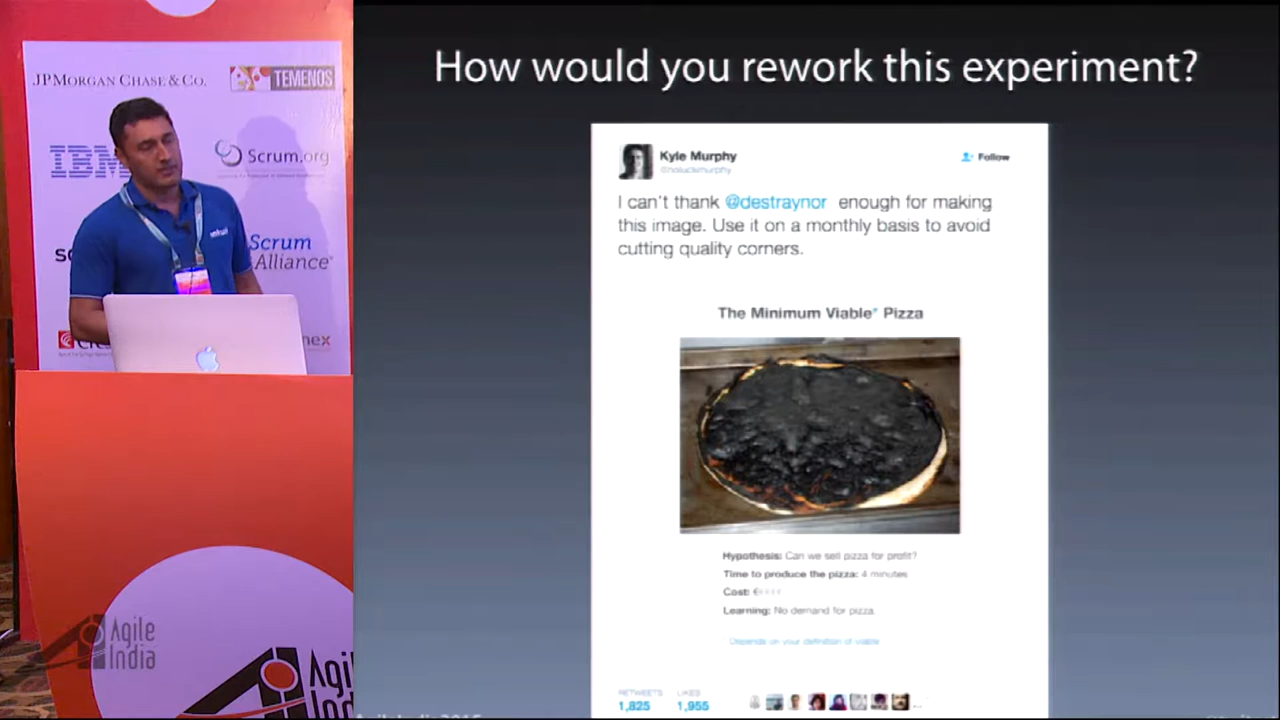 JPMORGAN CHASE & CO.
TEMENOS
IBM
Scrum.org
Scrum
Alliance
intuit
Agile
India
How would you rework this experiment?
Kyle Murphy
Follow
I can't thank @destraynor enough for making
this image. Use it on a monthly basis to avoid
cutting quality corners.
The Minimum Viable* Pizza
Hypothesis: Can we sell pizza for profit?
Time to produce the pizza: 4 minutes
Cost:
Learning: No demand for pizza.
Depends on your definition of viable
RETWEETS
LIKES
1,825
1,955